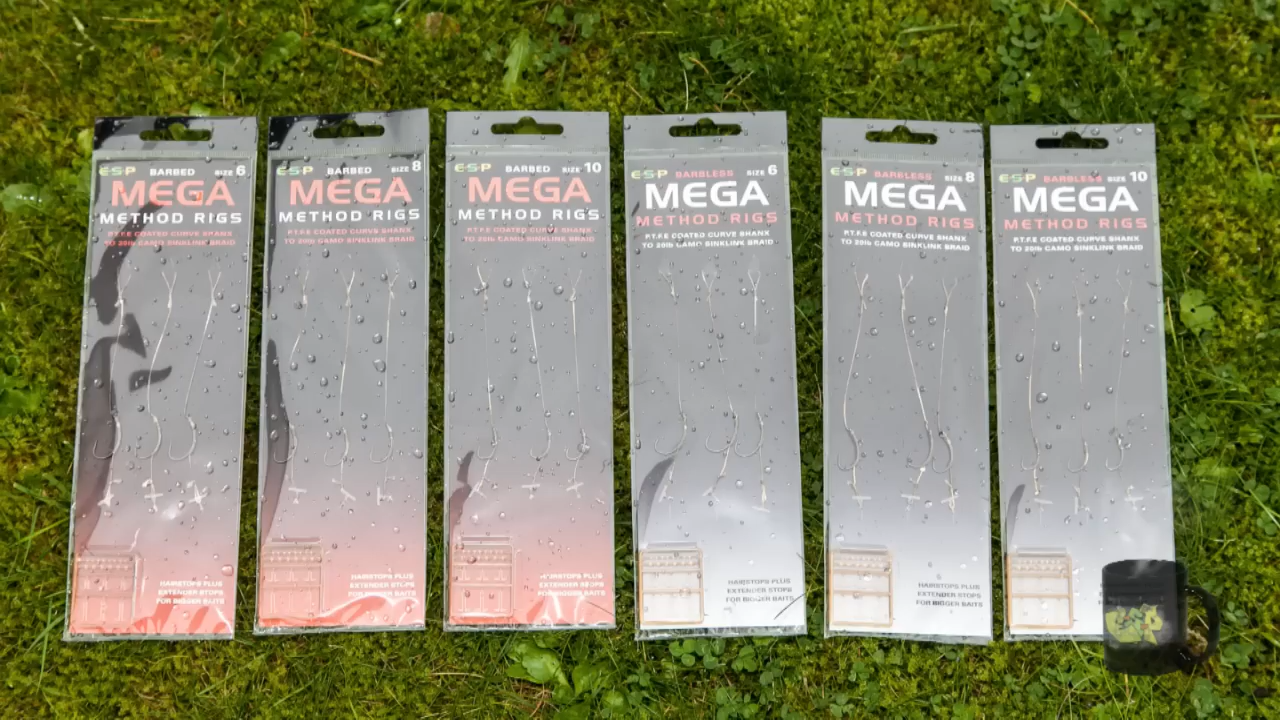 ESP BARBED SIZE 6
MEGA
METHOD RIGS
P.T.F.E COATED CURVE SHANX
TO 20lb CAMO SINKLINK BRAID
HAIRSTOPS PLUS
EXTENDER STOPS
FOR BIGGER BAITS
ESP BARBED SIZE 8
MEGA
METHOD RIGS
P.T.F.E COATED CURVE SHANX
TO 20lb CAMO SINKLINK BRAID
HAIRSTOPS PLUS
EXTENDER STOPS
FOR BIGGER BAITS
ESP BARBED SIZE 10
MEGA
METHOD RIGS
P.T.F.E COATED CURVE SHANX
TO 20lb CAMO SINKLINK BRAID
HAIRSTOPS PLUS
EXTENDER STOPS
FOR BIGGER BAITS
ESP BARBLESS SIZE 6
MEGA
METHOD RIGS
P.T.F.E COATED CURVE SHANX
TO 20lb CAMO SINKLINK BRAID
HAIRSTOPS PLUS
EXTENDER STOPS
FOR BIGGER BAITS
ESP BARBLESS SIZE 8
MEGA
METHOD RIGS
P.T.F.E COATED CURVE SHANX
TO 20lb CAMO SINKLINK BRAID
HAIRSTOPS PLUS
EXTENDER STOPS
FOR BIGGER BAITS
ESP BARBLESS SIZE 10
MEGA
METHOD RIGS
P.T.F.E COATED CURVE SHANX
TO 20lb CAMO SINKLINK BRAID